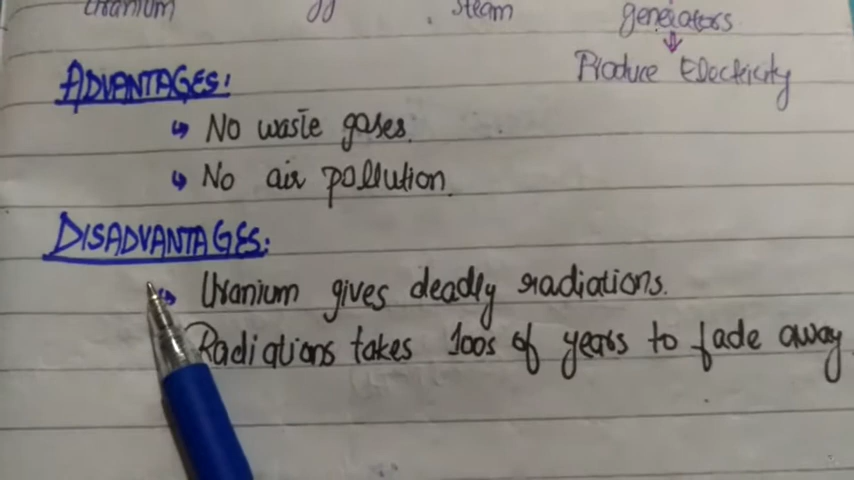 Uranium steam generators
Produce Electricity
ADVANTAGES:
No waste gases.
No air pollution.
DISADVANTAGES:
Uranium gives deadly radiations.
Radiations takes 100s of years to fade away.